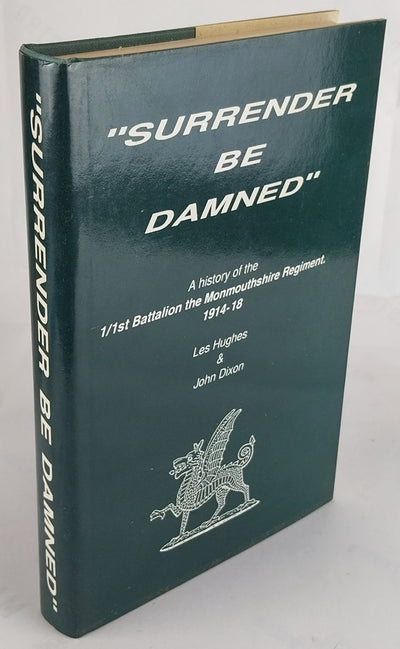 "SURRENDER BE DAMNED"
"SURRENDER
BE
DAMNED"
A history of the
1/1st Battalion the Monmouthshire Regiment.
1914-18
Les Hughes
&
John Dixon